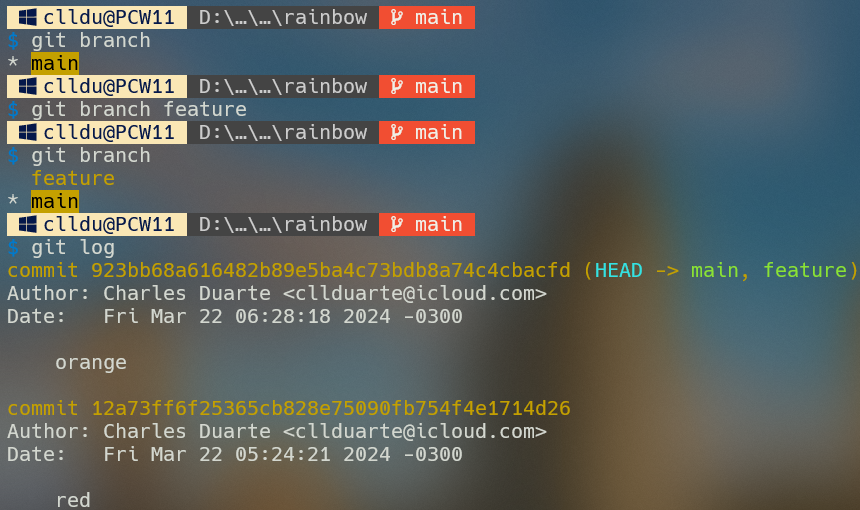 clldu@PCW11 D:\…\…\rainbow main
$ git branch
* main
clldu@PCW11 D:\…\…\rainbow main
$ git branch feature
clldu@PCW11 D:\…\…\rainbow main
$ git branch
feature
* main
clldu@PCW11 D:\…\…\rainbow main
$ git log
commit 923bb68a616482b89e5ba4c73bdb8a74c4cbacfd (HEAD -> main, feature)
Author: Charles Duarte <cllduarte@icloud.com>
Date:   Fri Mar 22 06:28:18 2024 -0300
orange
commit 12a73ff6f25365cb828e75090fb754f4e1714d26
Author: Charles Duarte <cllduarte@icloud.com>
Date:   Fri Mar 22 05:24:21 2024 -0300
red